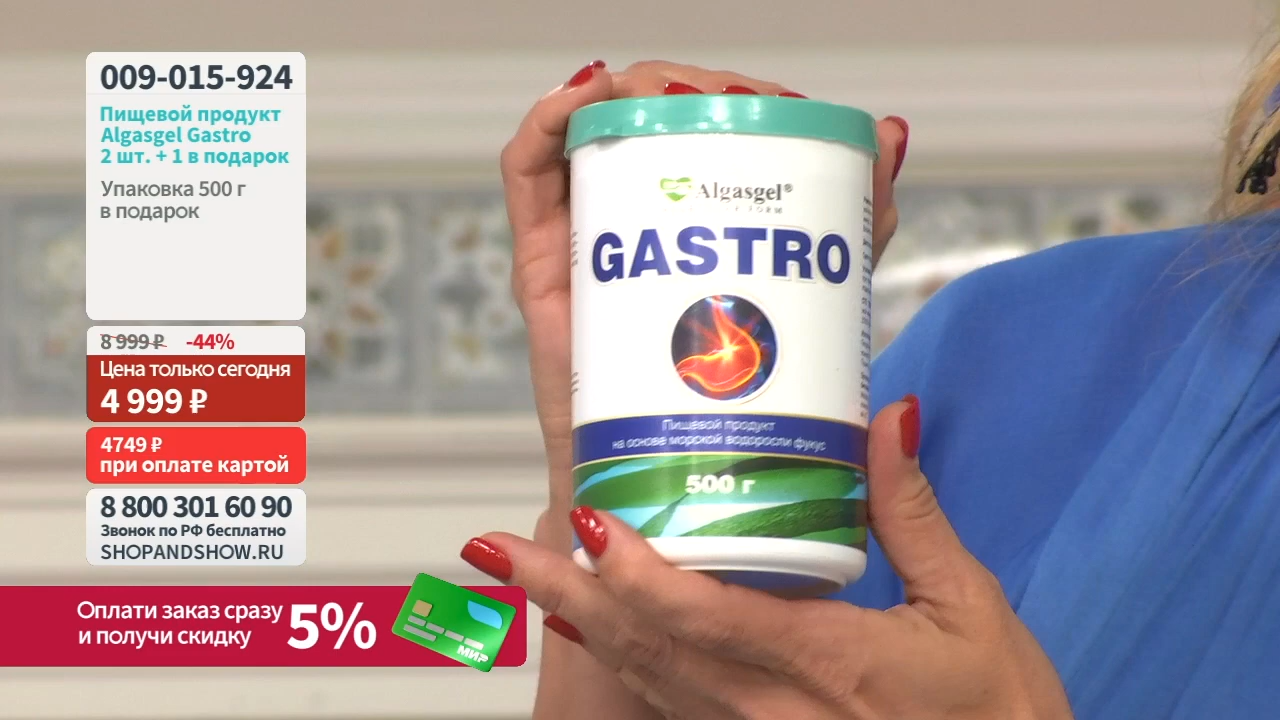 009-015-924
Пищевой продукт
Algasgel Gastro
2 шт. + 1 в подарок
Упаковка 500 г
в подарок
8 999 ₽ -44%
Цена только сегодня
4 999 ₽
4749 ₽
при оплате картой
8 800 301 60 90
Звонок по РФ бесплатно
SHOPANDSHOW.RU
Оплати заказ сразу
и получи скидку
5%
МИР
Algasgel®
GASTRO
Пищевой продукт
на основе морской водоросли фукус
500 г